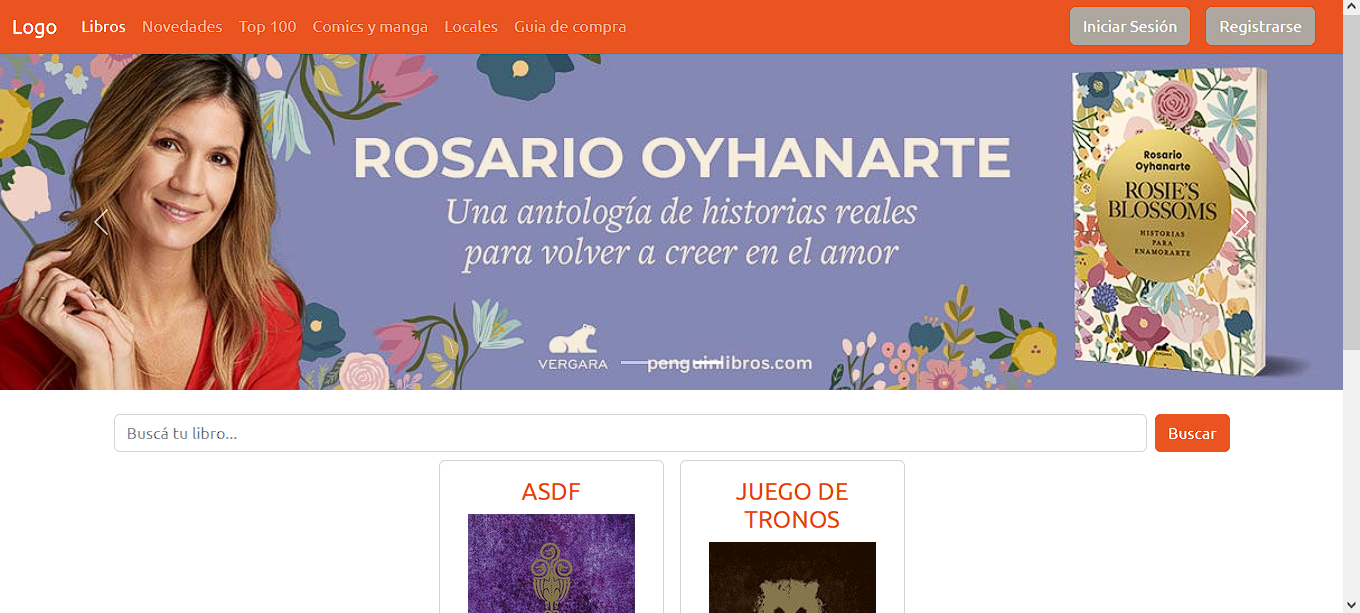 Logo Libros Novedades Top 100 Comics y manga Locales Guia de compra Iniciar Sesión Registrarse
ROSARIO OYHANARTE
Una antología de historias reales
para volver a creer en el amor
VERGARA
penguinlibros.com
Rosario
Oyhanarte
ROSIE'S
BLOSSOMS
HISTORIAS
PARA
ENAMORARTE
VERGARA
Buscá tu libro...
Buscar
ASDF
JUEGO DE
TRONOS